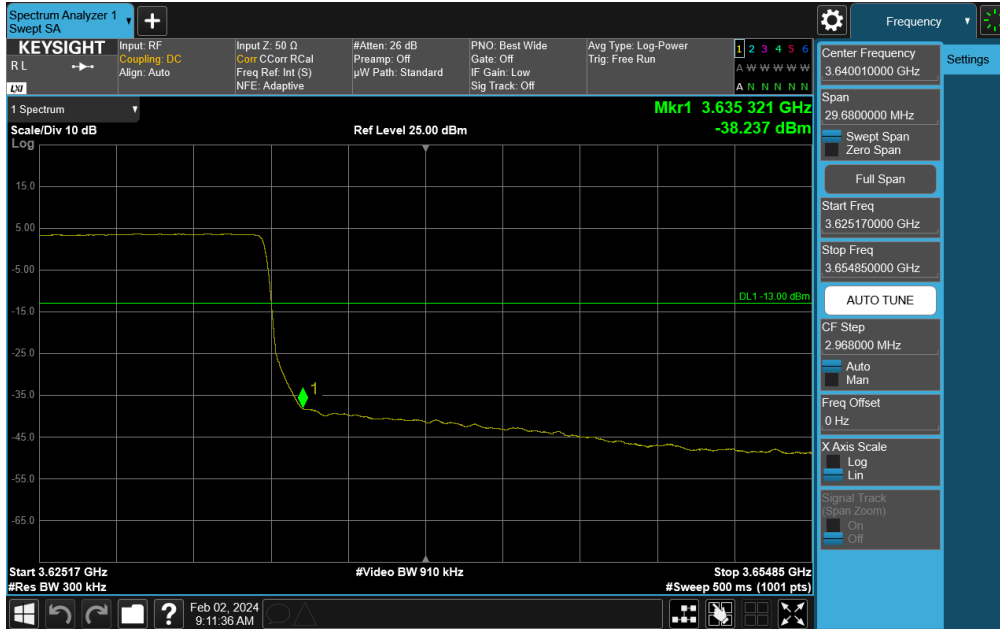 Spectrum Analyzer 1
Swept SA
+
Frequency
KEYSIGHT
R L
LXI
Input: RF
Coupling: DC
Align: Auto
Input Z: 50 Ω
Corr CCorr RCal
Freq Ref: Int (S)
NFE: Adaptive
#Atten: 26 dB
Preamp: Off
µW Path: Standard
PNO: Best Wide
Gate: Off
IF Gain: Low
Sig Track: Off
Avg Type: Log-Power
Trig: Free Run
1 2 3 4 5 6
A W W W W W
A N N N N N
1 Spectrum
Scale/Div 10 dB
Log
Ref Level 25.00 dBm
Mkr1 3.635 321 GHz
-38.237 dBm
15.0
5.00
-5.00
-15.0
-25.0
-35.0
-45.0
-55.0
-65.0
DL1 -13.00 dBm
1
Start 3.62517 GHz
#Res BW 300 kHz
#Video BW 910 kHz
Stop 3.65485 GHz
#Sweep 500 ms (1001 pts)
Feb 02, 2024
9:11:36 AM
?
Center Frequency
3.640010000 GHz
Span
29.6800000 MHz
Swept Span
Zero Span
Full Span
Start Freq
3.625170000 GHz
Stop Freq
3.654850000 GHz
AUTO TUNE
CF Step
2.968000 MHz
Auto
Man
Freq Offset
0 Hz
X Axis Scale
Log
Lin
Signal Track
(Span Zoom)
On
Off
Settings